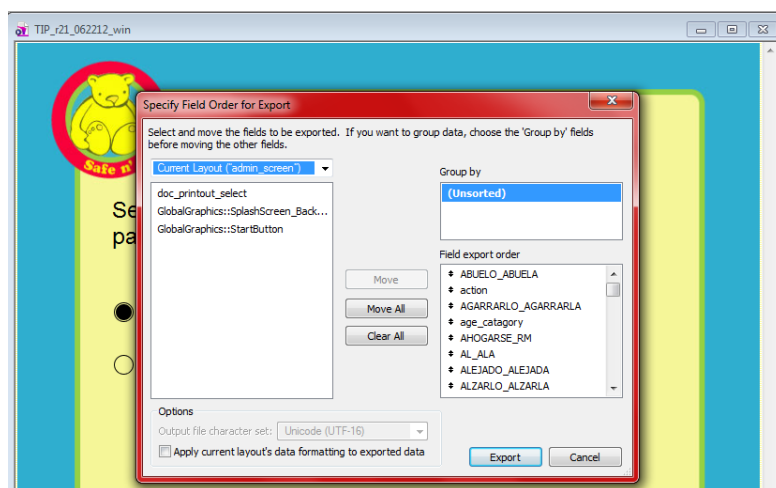 TIP_r21_062212_win
Safe n'
Se
pa
Specify Field Order for Export
Select and move the fields to be exported. If you want to group data, choose the 'Group by' fields
before moving the other fields.
Current Layout ("admin_screen")
doc_printout_select
GlobalGraphics::SplashScreen_Back...
GlobalGraphics::StartButton
Move
Move All
Clear All
Group by
(Unsorted)
Field export order
ABUELO_ABUELA
action
AGARRARLO_AGARRARLA
age_catagory
AHOGARSE_RM
AL_ALA
ALEJADO_ALEJADA
ALZARLO_ALZARLA
Options
Output file character set: Unicode (UTF-16)
Apply current layout's data formatting to exported data
Export
Cancel